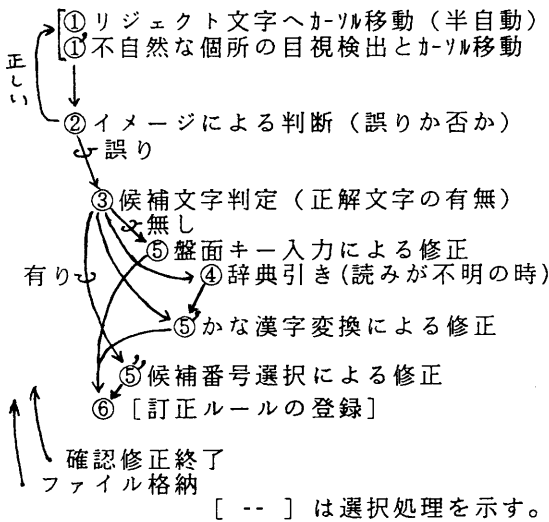 ①リジェクト文字へｶｰｿﾙ移動（半自動）
①'不自然な個所の目視検出とｶｰｿﾙ移動
正しい
②イメージによる判断（誤りか否か）
誤り
③候補文字判定（正解文字の有無）
無し
⑤盤面キー入力による修正
有り
④辞典引き(読みが不明の時)
⑤'かな漢字変換による修正
⑤''候補番号選択による修正
⑥［訂正ルールの登録］
確認修正終了
ファイル格納
［ -- ］は選択処理を示す。